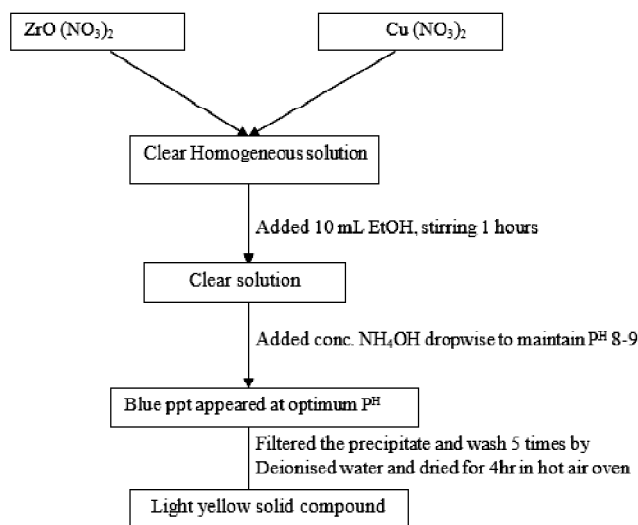 ZrO (NO₃)₂
Cu (NO₃)₂
Clear Homogeneous solution
Added 10 mL EtOH, stirring 1 hours
Clear solution
Added conc. NH₄OH dropwise to maintain Pᴴ 8-9
Blue ppt appeared at optimum Pᴴ
Filtered the precipitate and wash 5 times by
Deionised water and dried for 4hr in hot air oven
Light yellow solid compound